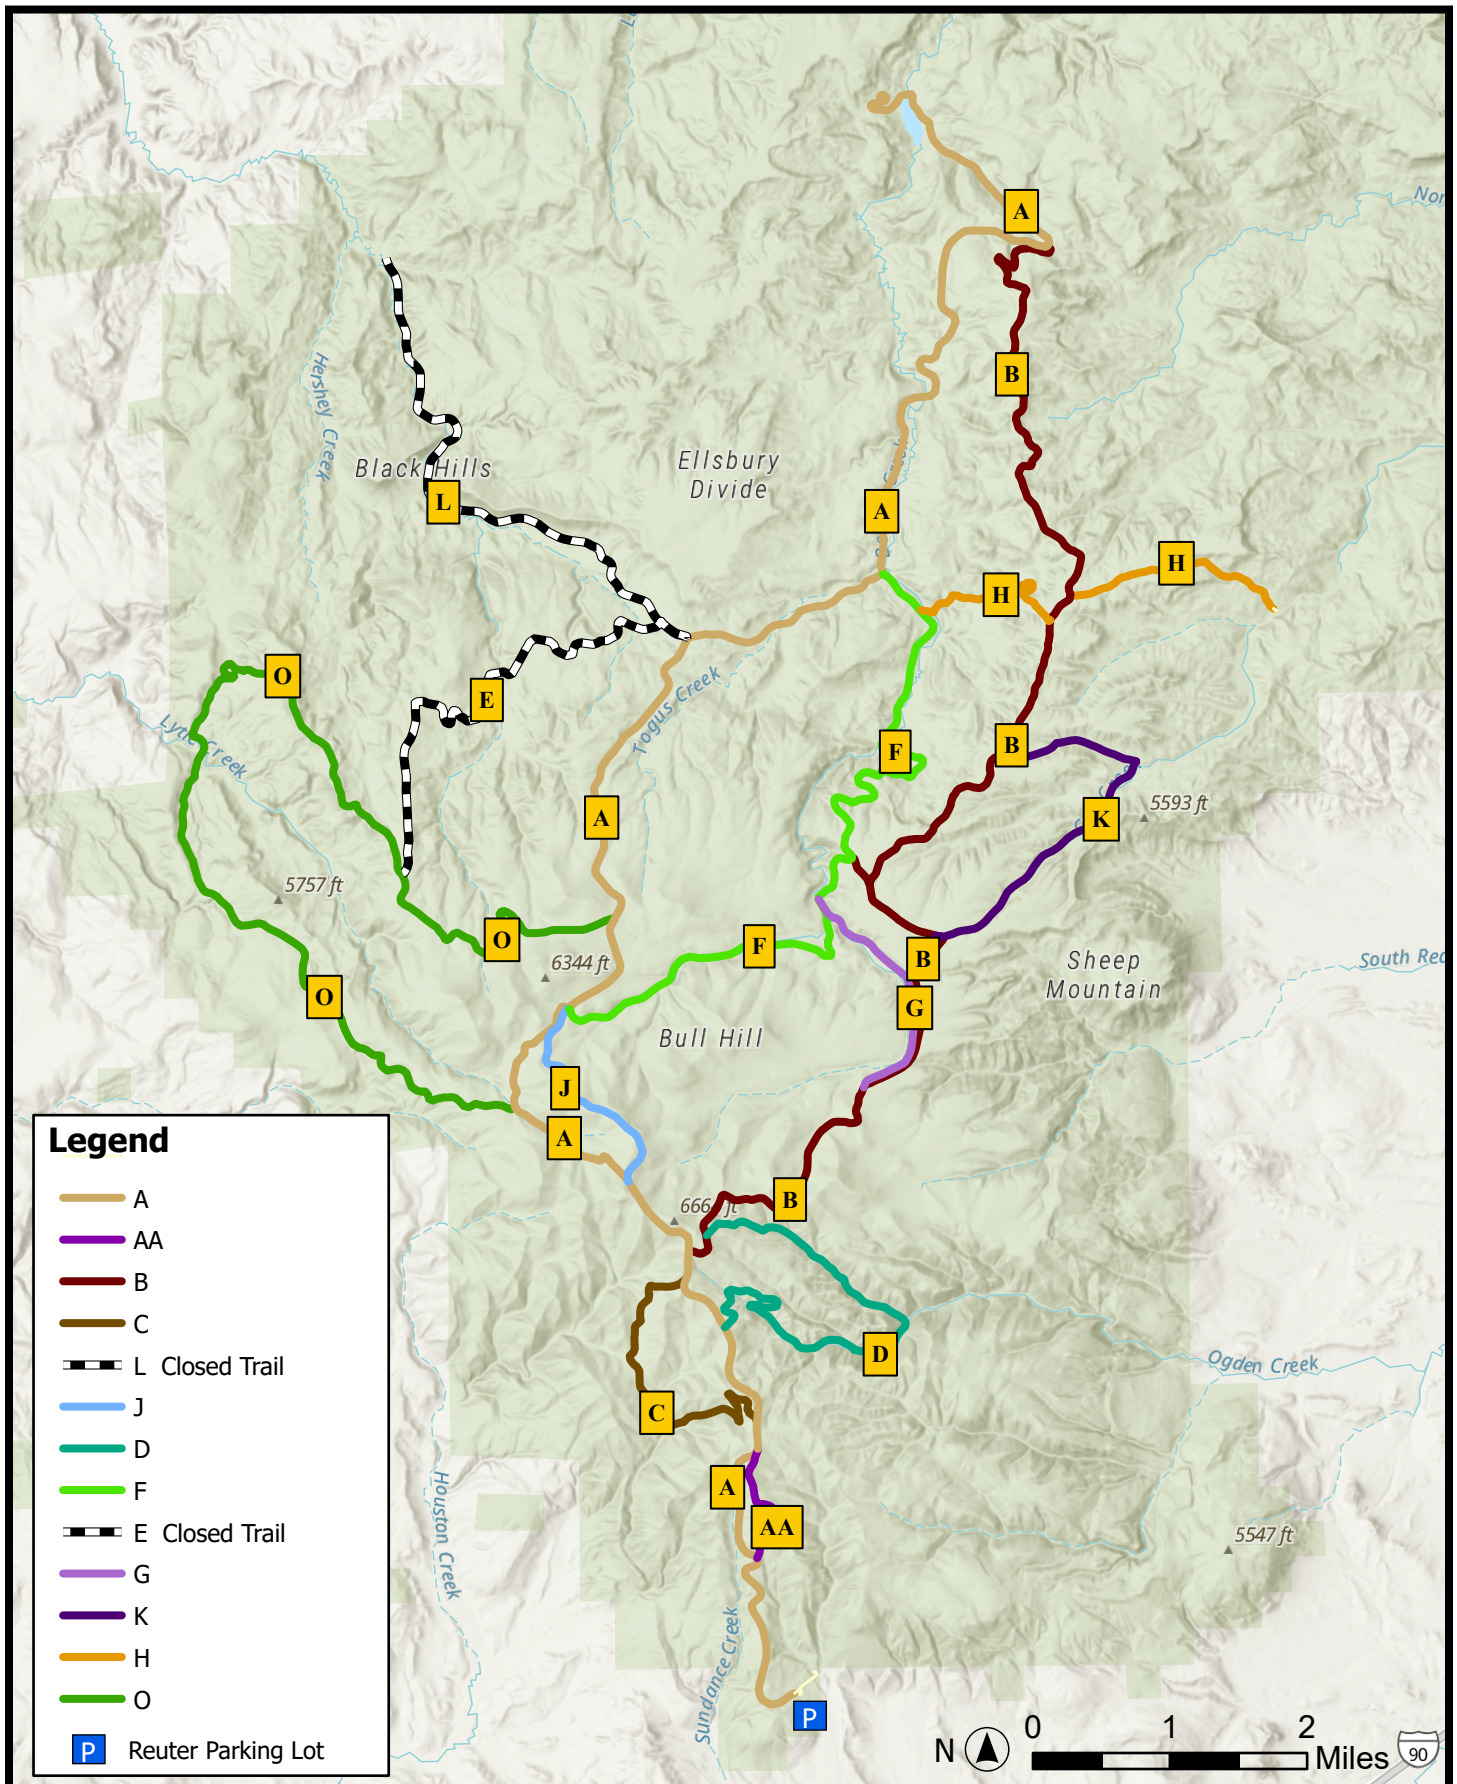 Nor
A
B
Hershey Creek
Black Hills
Ellsbury
Divide
L
A
H
H
O
E
Togus Creek
Lytle Creek
F
B
K
5593 ft
A
5757 ft
O
6344 ft
F
B
Sheep
Mountain
South Red
O
G
Bull Hill
J
A
B
D
Ogden Creek
C
A
AA
5547 ft
Houston Creek
Sundance Creek
P
Legend
A
AA
B
C
L Closed Trail
J
D
F
E Closed Trail
G
K
H
O
P Reuter Parking Lot
N
0 1 2
Miles
90